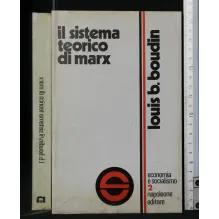 il sistema
teorico
di marx
louis b. boudin
economia
e socialismo
2
napoleone
editore